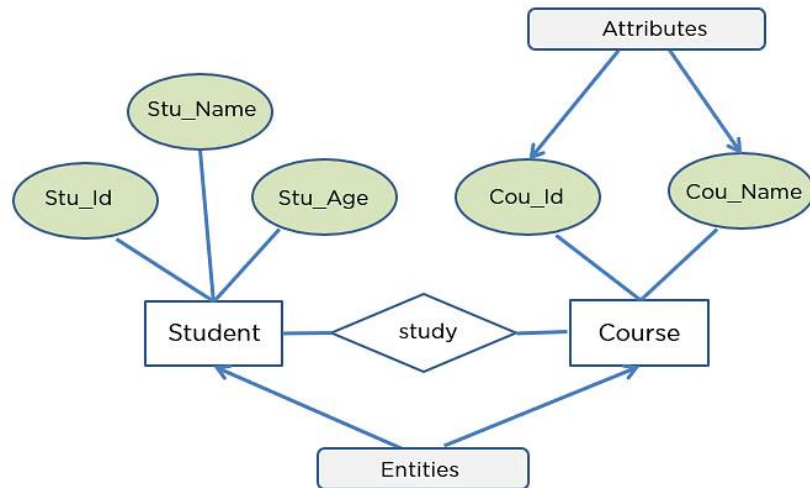 Attributes
Stu_Name
Stu_Id
Stu_Age
Cou_Id
Cou_Name
Student
study
Course
Entities